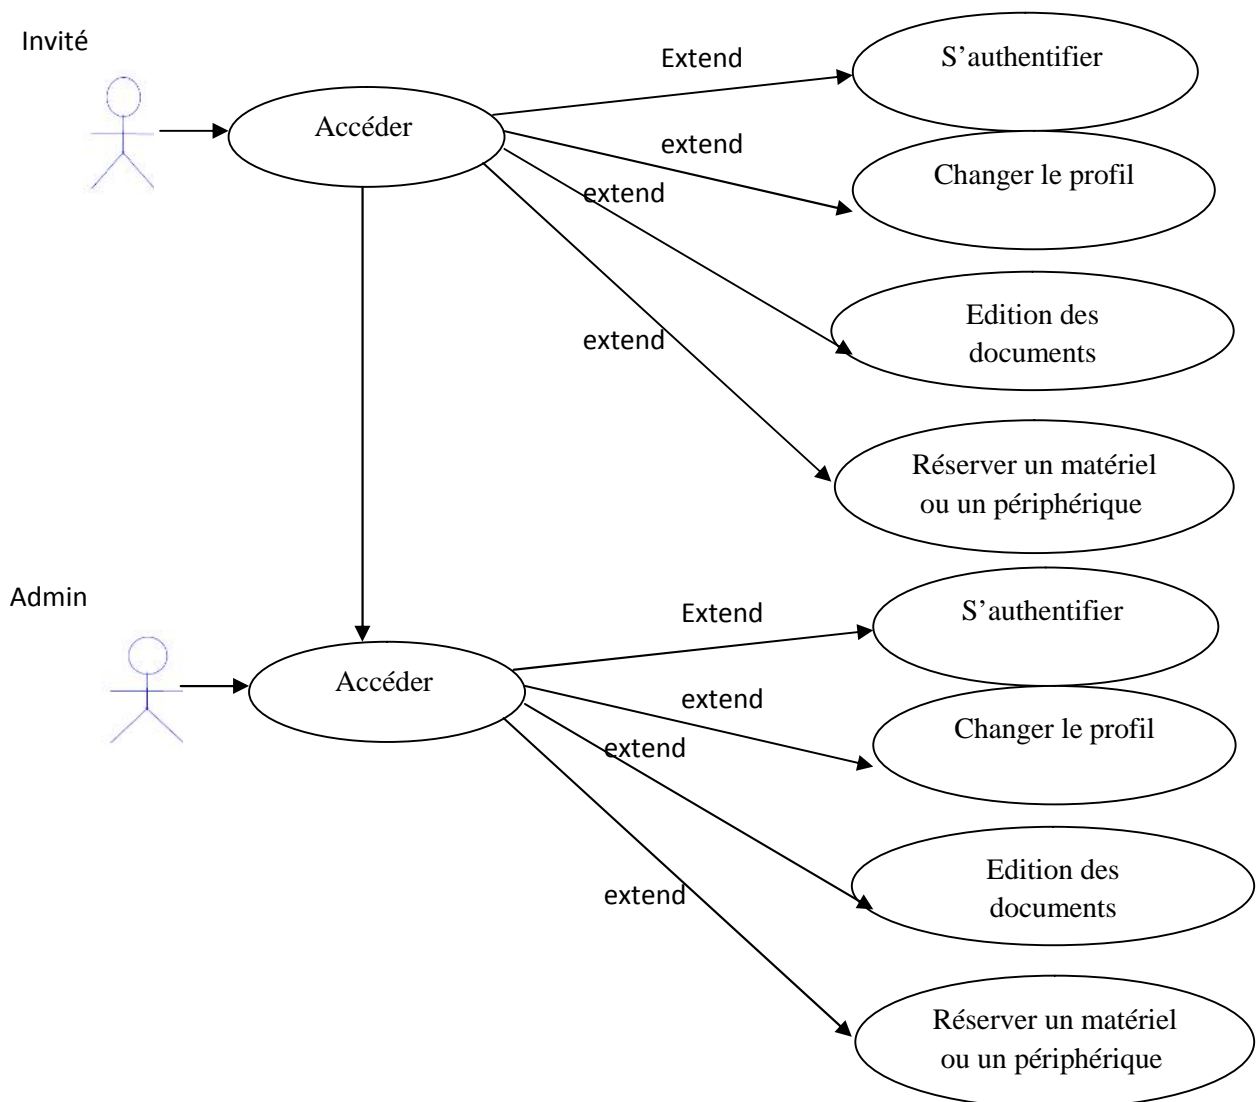 Invité
Extend
S’authentifier
Accéder
extend
Changer le profil
extend
Edition des
documents
extend
Réserver un matériel
ou un périphérique
Admin
Extend
S’authentifier
Accéder
extend
Changer le profil
extend
Edition des
documents
extend
Réserver un matériel
ou un périphérique